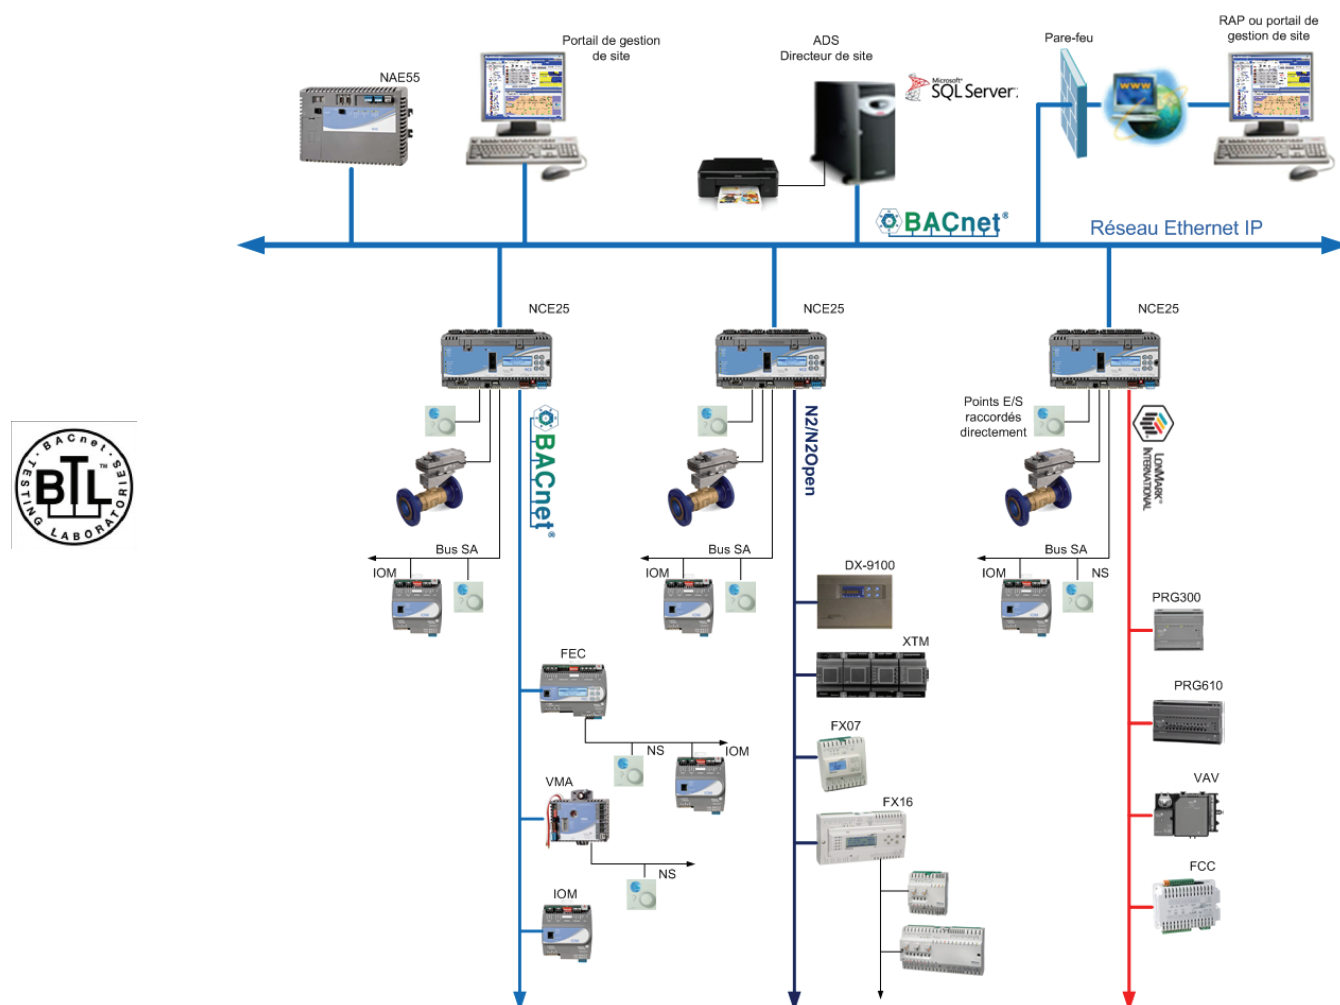 RAP ou portail de
gestion de site
Portail de gestion
de site
ADS
Directeur de site
Pare-feu
NAE55
Microsoft®
SQL Server
www
BACnet®
Réseau Ethernet IP
NCE25
NCE25
NCE25
Points E/S
raccordés
directement
BACnet®
N2/N2Open
LONMARK™
INTERNATIONAL
BACnet
TESTING LABORATORIES
BTL™
Bus SA
IOM
Bus SA
IOM
Bus SA
IOM
NS
DX-9100
PRG300
XTM
FEC
PRG610
FX07
NS
IOM
VMA
VAV
FX16
NS
FCC
IOM